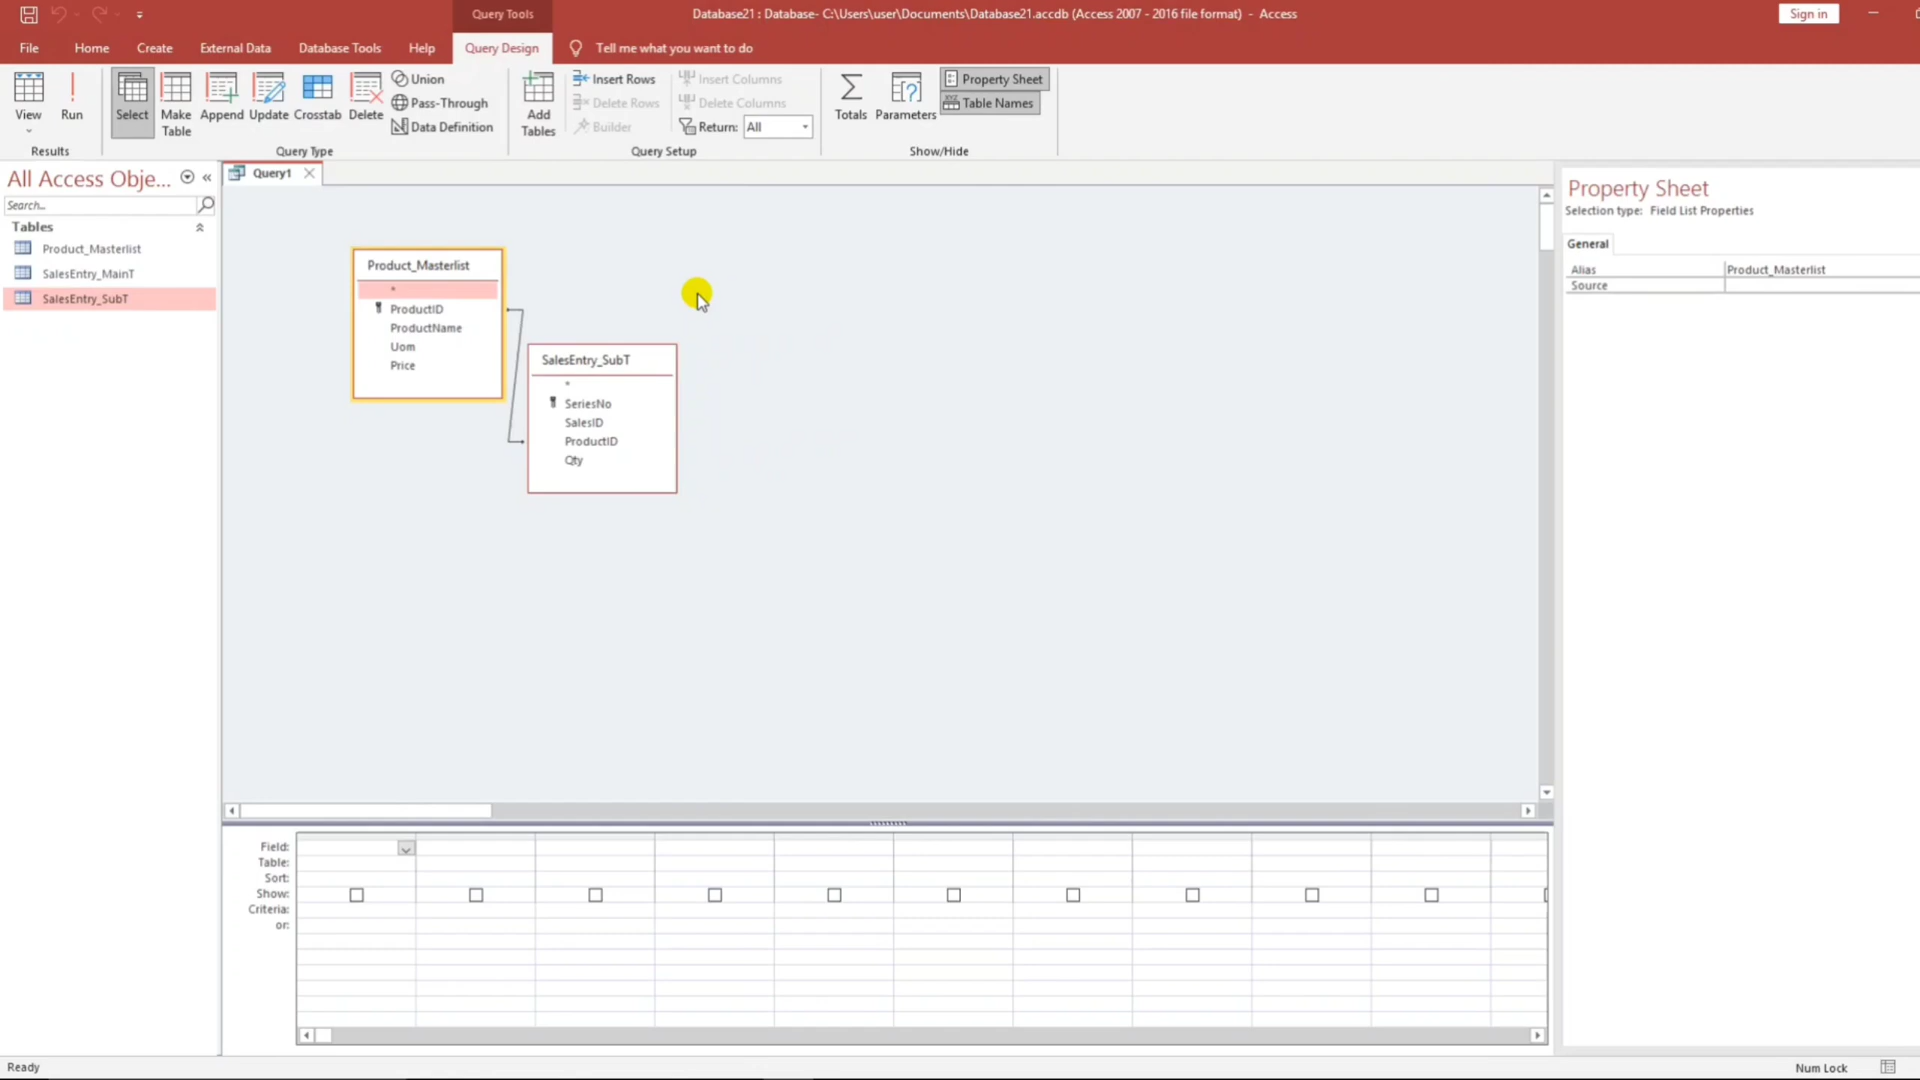 Query Tools
Database21 : Database- C:\Users\user\Documents\Database21.accdb (Access 2007 - 2016 file format) - Access
Sign in
File
Home
Create
External Data
Database Tools
Help
Query Design
Tell me what you want to do
View
Run
Select
Make
Table
Append
Update
Crosstab
Delete
Union
Pass-Through
Data Definition
Add
Tables
Insert Rows
Delete Rows
Builder
Insert Columns
Delete Columns
Return:
All
Totals
Parameters
Property Sheet
Table Names
Results
Query Type
Query Setup
Show/Hide
All Access Obje...
Search...
Tables
Product_Masterlist
SalesEntry_MainT
SalesEntry_SubT
Query1
Product_Masterlist
*
ProductID
ProductName
Uom
Price
SalesEntry_SubT
*
SeriesNo
SalesID
ProductID
Qty
Property Sheet
Selection type: Field List Properties
General
Alias
Product_Masterlist
Source
Field:
Table:
Sort:
Show:
Criteria:
or:
Ready
Num Lock